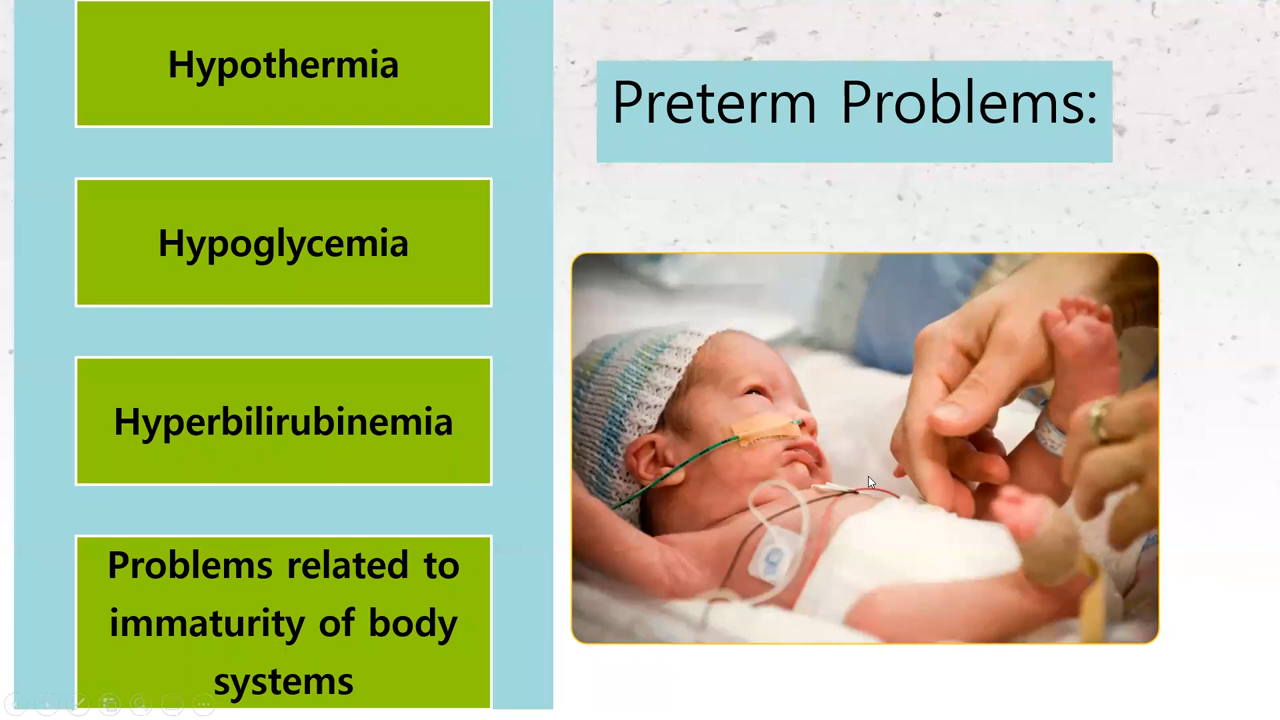 Hypothermia
Preterm Problems:
Hypoglycemia
Hyperbilirubinemia
Problems related to
immaturity of body
systems